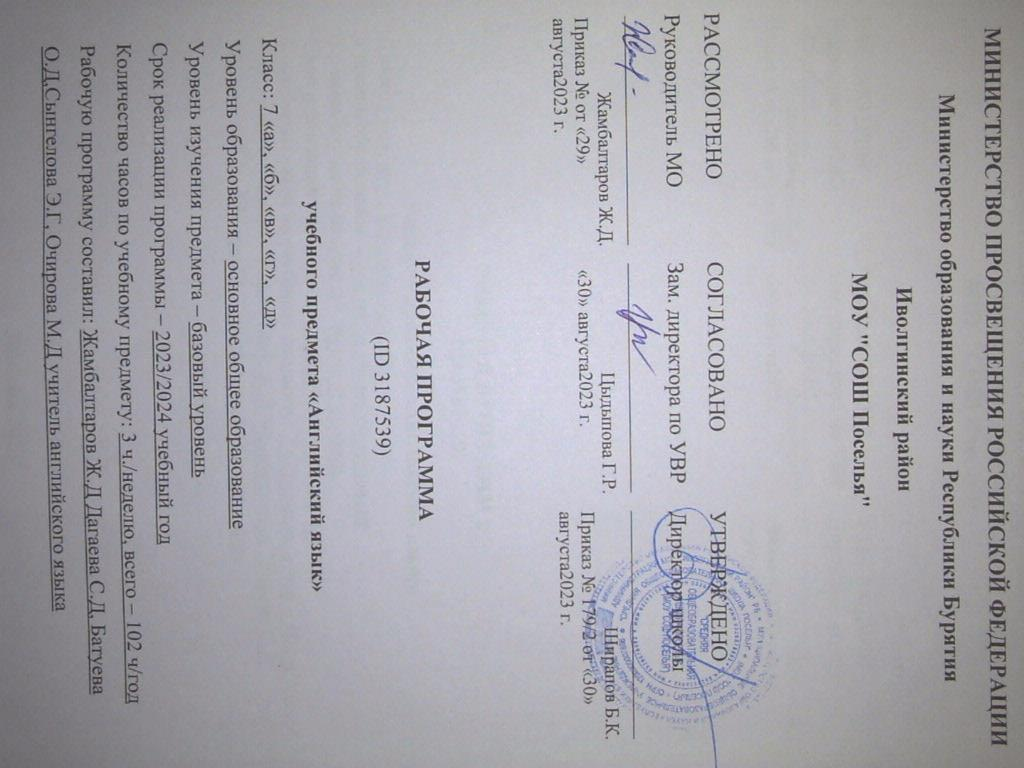 МИНИСТЕРСТВО ПРОСВЕЩЕНИЯ РОССИЙСКОЙ ФЕДЕРАЦИИ
Министерство образования и науки Республики Бурятия
Иволгинский район
МОУ "СОШ Поселья"
РАССМОТРЕНО
Руководитель МО
Жамбалтаров Ж.Д.
Приказ № от «29»
августа2023 г.
СОГЛАСОВАНО
Зам. директора по УВР
Цыдыпова Г.Р.
«30» августа2023 г.
УТВЕРЖДЕНО
Директор школы
Ширапов Б.К.
Приказ № 179/2 от «30»
августа2023 г.
РАБОЧАЯ ПРОГРАММА
(ID 3187539)
учебного предмета «Английский язык»
Класс: 7 «а», «б», «в», «г», «д»
Уровень образования – основное общее образование
Уровень изучения предмета – базовый уровень
Срок реализации программы – 2023/2024 учебный год
Количество часов по учебному предмету: 3 ч./неделю, всего – 102 ч/год
Рабочую программу составил: Жамбалтаров Ж.Д Дагаева С.Д, Батуева
О.Д,Сынгелова Э.Г, Очирова М.Д учитель английского языка